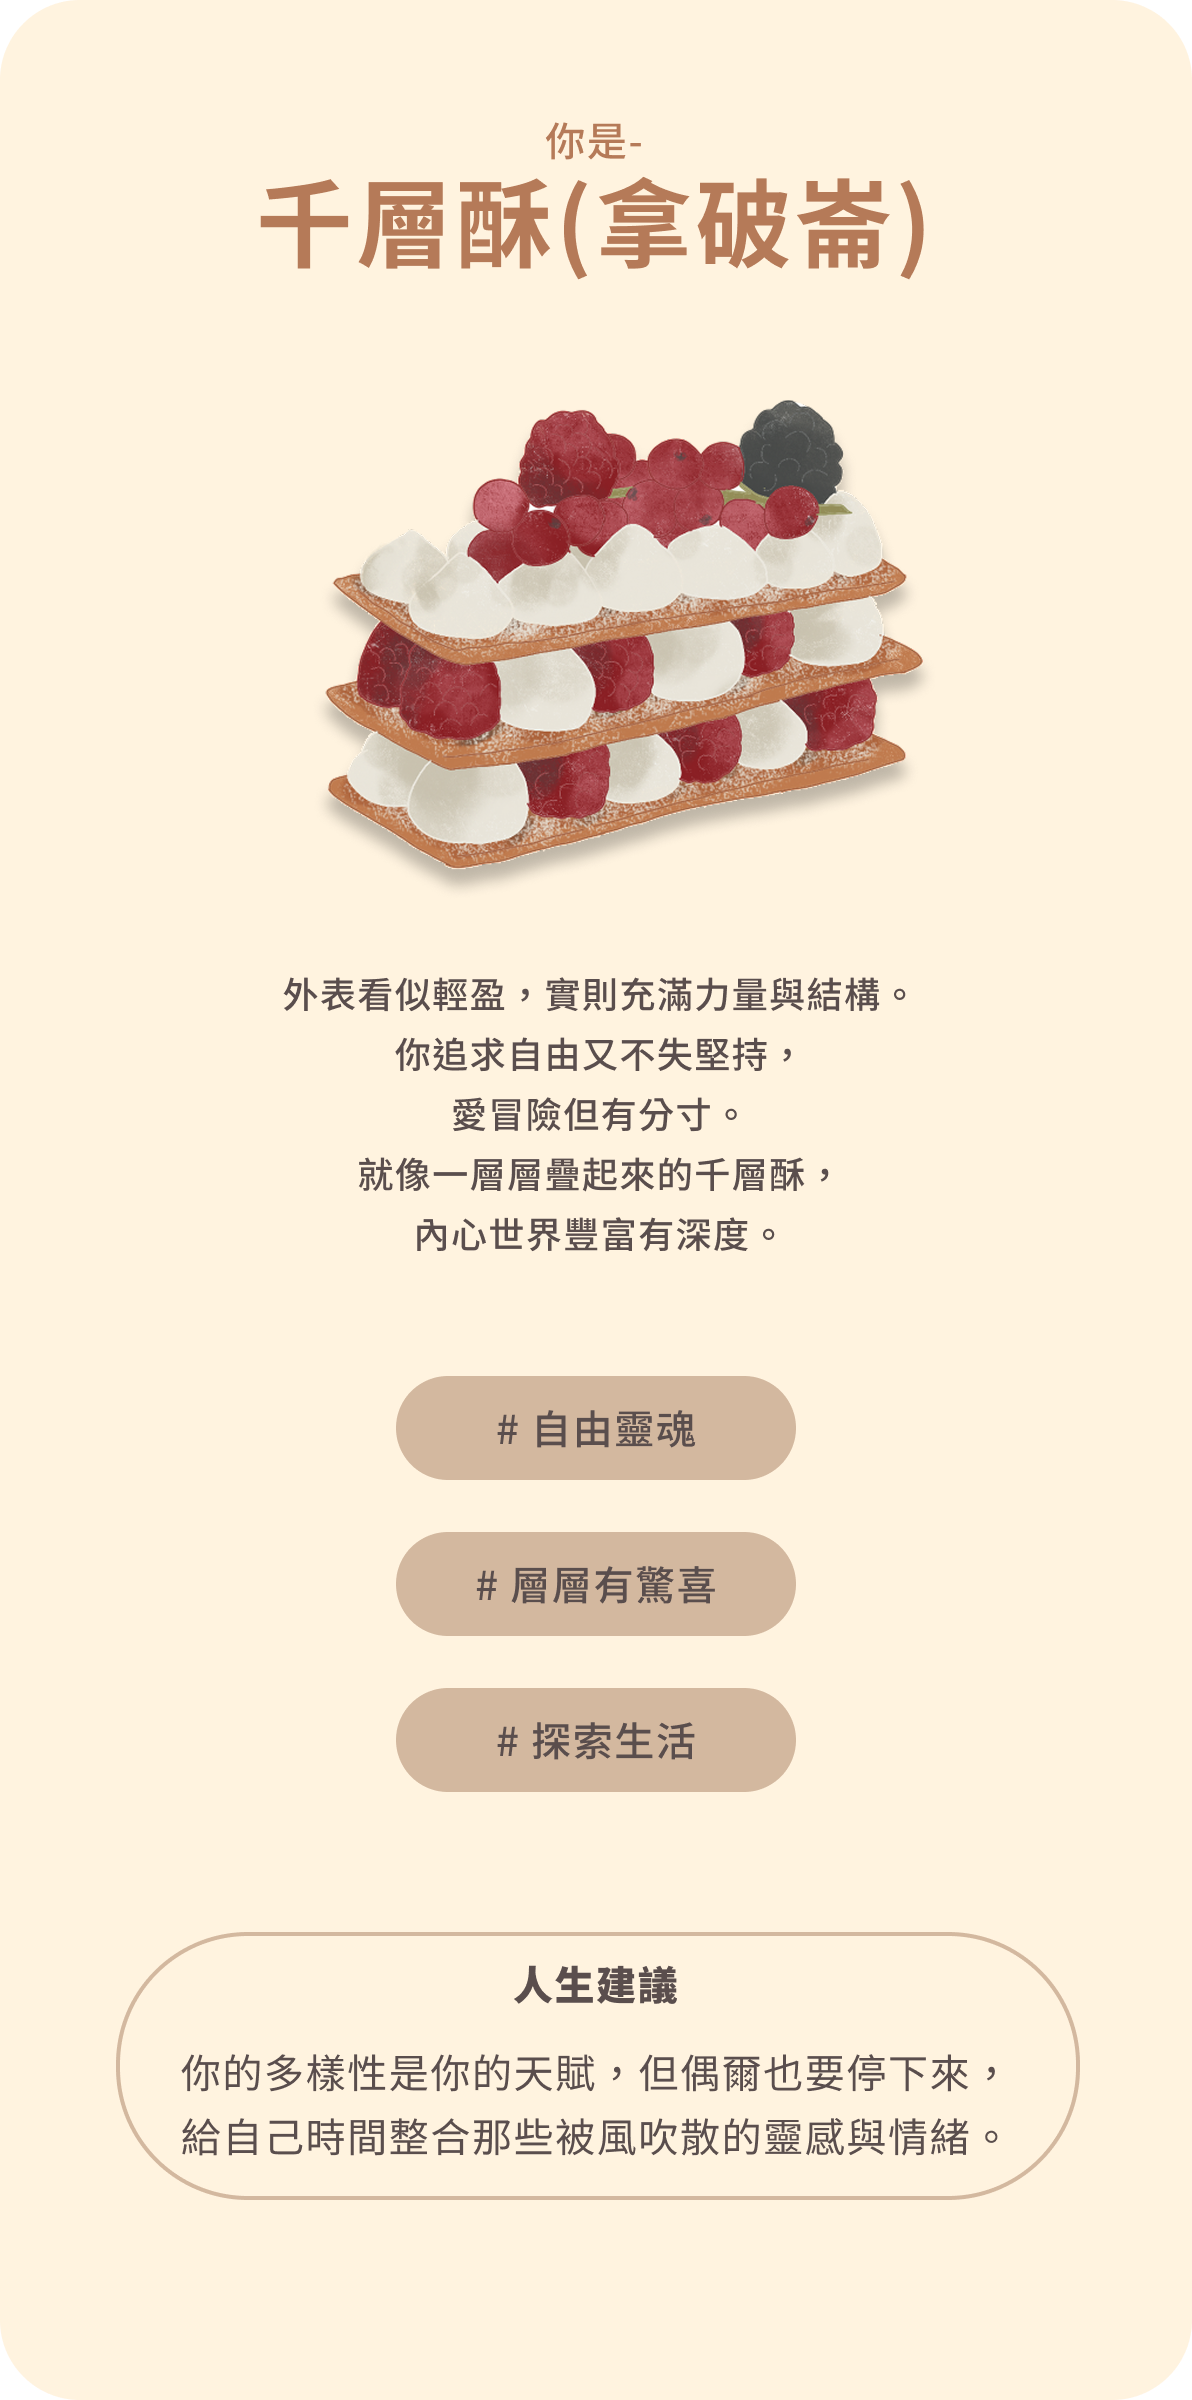 你是-
千層酥(拿破崙)
外表看似輕盈，實則充滿力量與結構。
你追求自由又不失堅持，
愛冒險但有分寸。
就像一層層疊起來的千層酥，
內心世界豐富有深度。
# 自由靈魂
# 層層有驚喜
# 探索生活
人生建議
你的多樣性是你的天賦，但偶爾也要停下來，
給自己時間整合那些被風吹散的靈感與情緒。